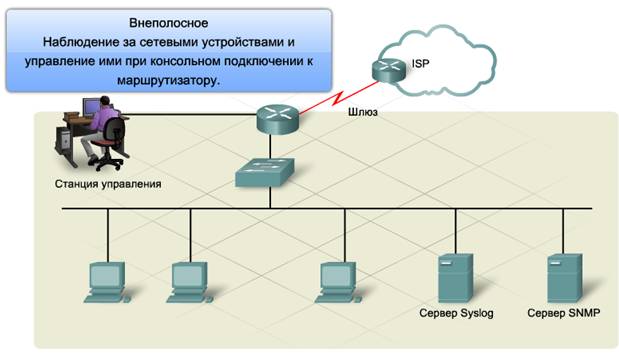 Внеполосное
Наблюдение за сетевыми устройствами и
управление ими при консольном подключении к
маршрутизатору.
ISP
Шлюз
Станция управления
Сервер Syslog
Сервер SNMP